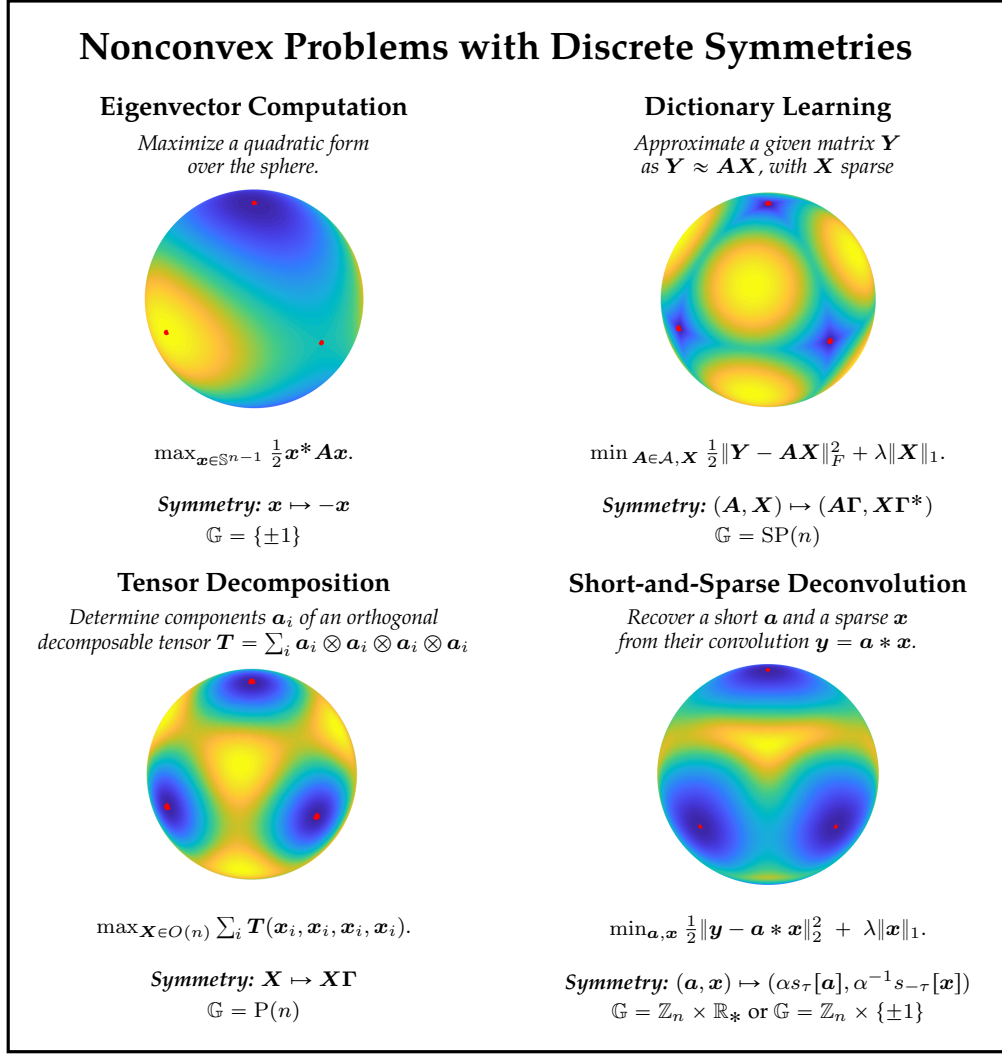 Nonconvex Problems with Discrete Symmetries
Eigenvector Computation
Maximize a quadratic form
over the sphere.
max_{x∈𝕊^{n−1}} ½ x* A x.
Symmetry: x ↦ −x
𝔾 = {±1}
Dictionary Learning
Approximate a given matrix Y
as Y ≈ AX, with X sparse
min_{A∈𝒜,X} ½‖Y − AX‖²_F + λ‖X‖₁.
Symmetry: (A, X) ↦ (AΓ, XΓ*)
𝔾 = SP(n)
Tensor Decomposition
Determine components a_i of an orthogonal
decomposable tensor T = ∑_i a_i ⊗ a_i ⊗ a_i ⊗ a_i
max_{X∈O(n)} ∑_i T(x_i, x_i, x_i, x_i).
Symmetry: X ↦ XΓ
𝔾 = P(n)
Short-and-Sparse Deconvolution
Recover a short a and a sparse x
from their convolution y = a ∗ x.
min_{a,x} ½‖y − a ∗ x‖²₂ + λ‖x‖₁.
Symmetry: (a, x) ↦ (αs_τ[a], α^{−1}s_{−τ}[x])
𝔾 = ℤ_n × ℝ_∗ or 𝔾 = ℤ_n × {±1}